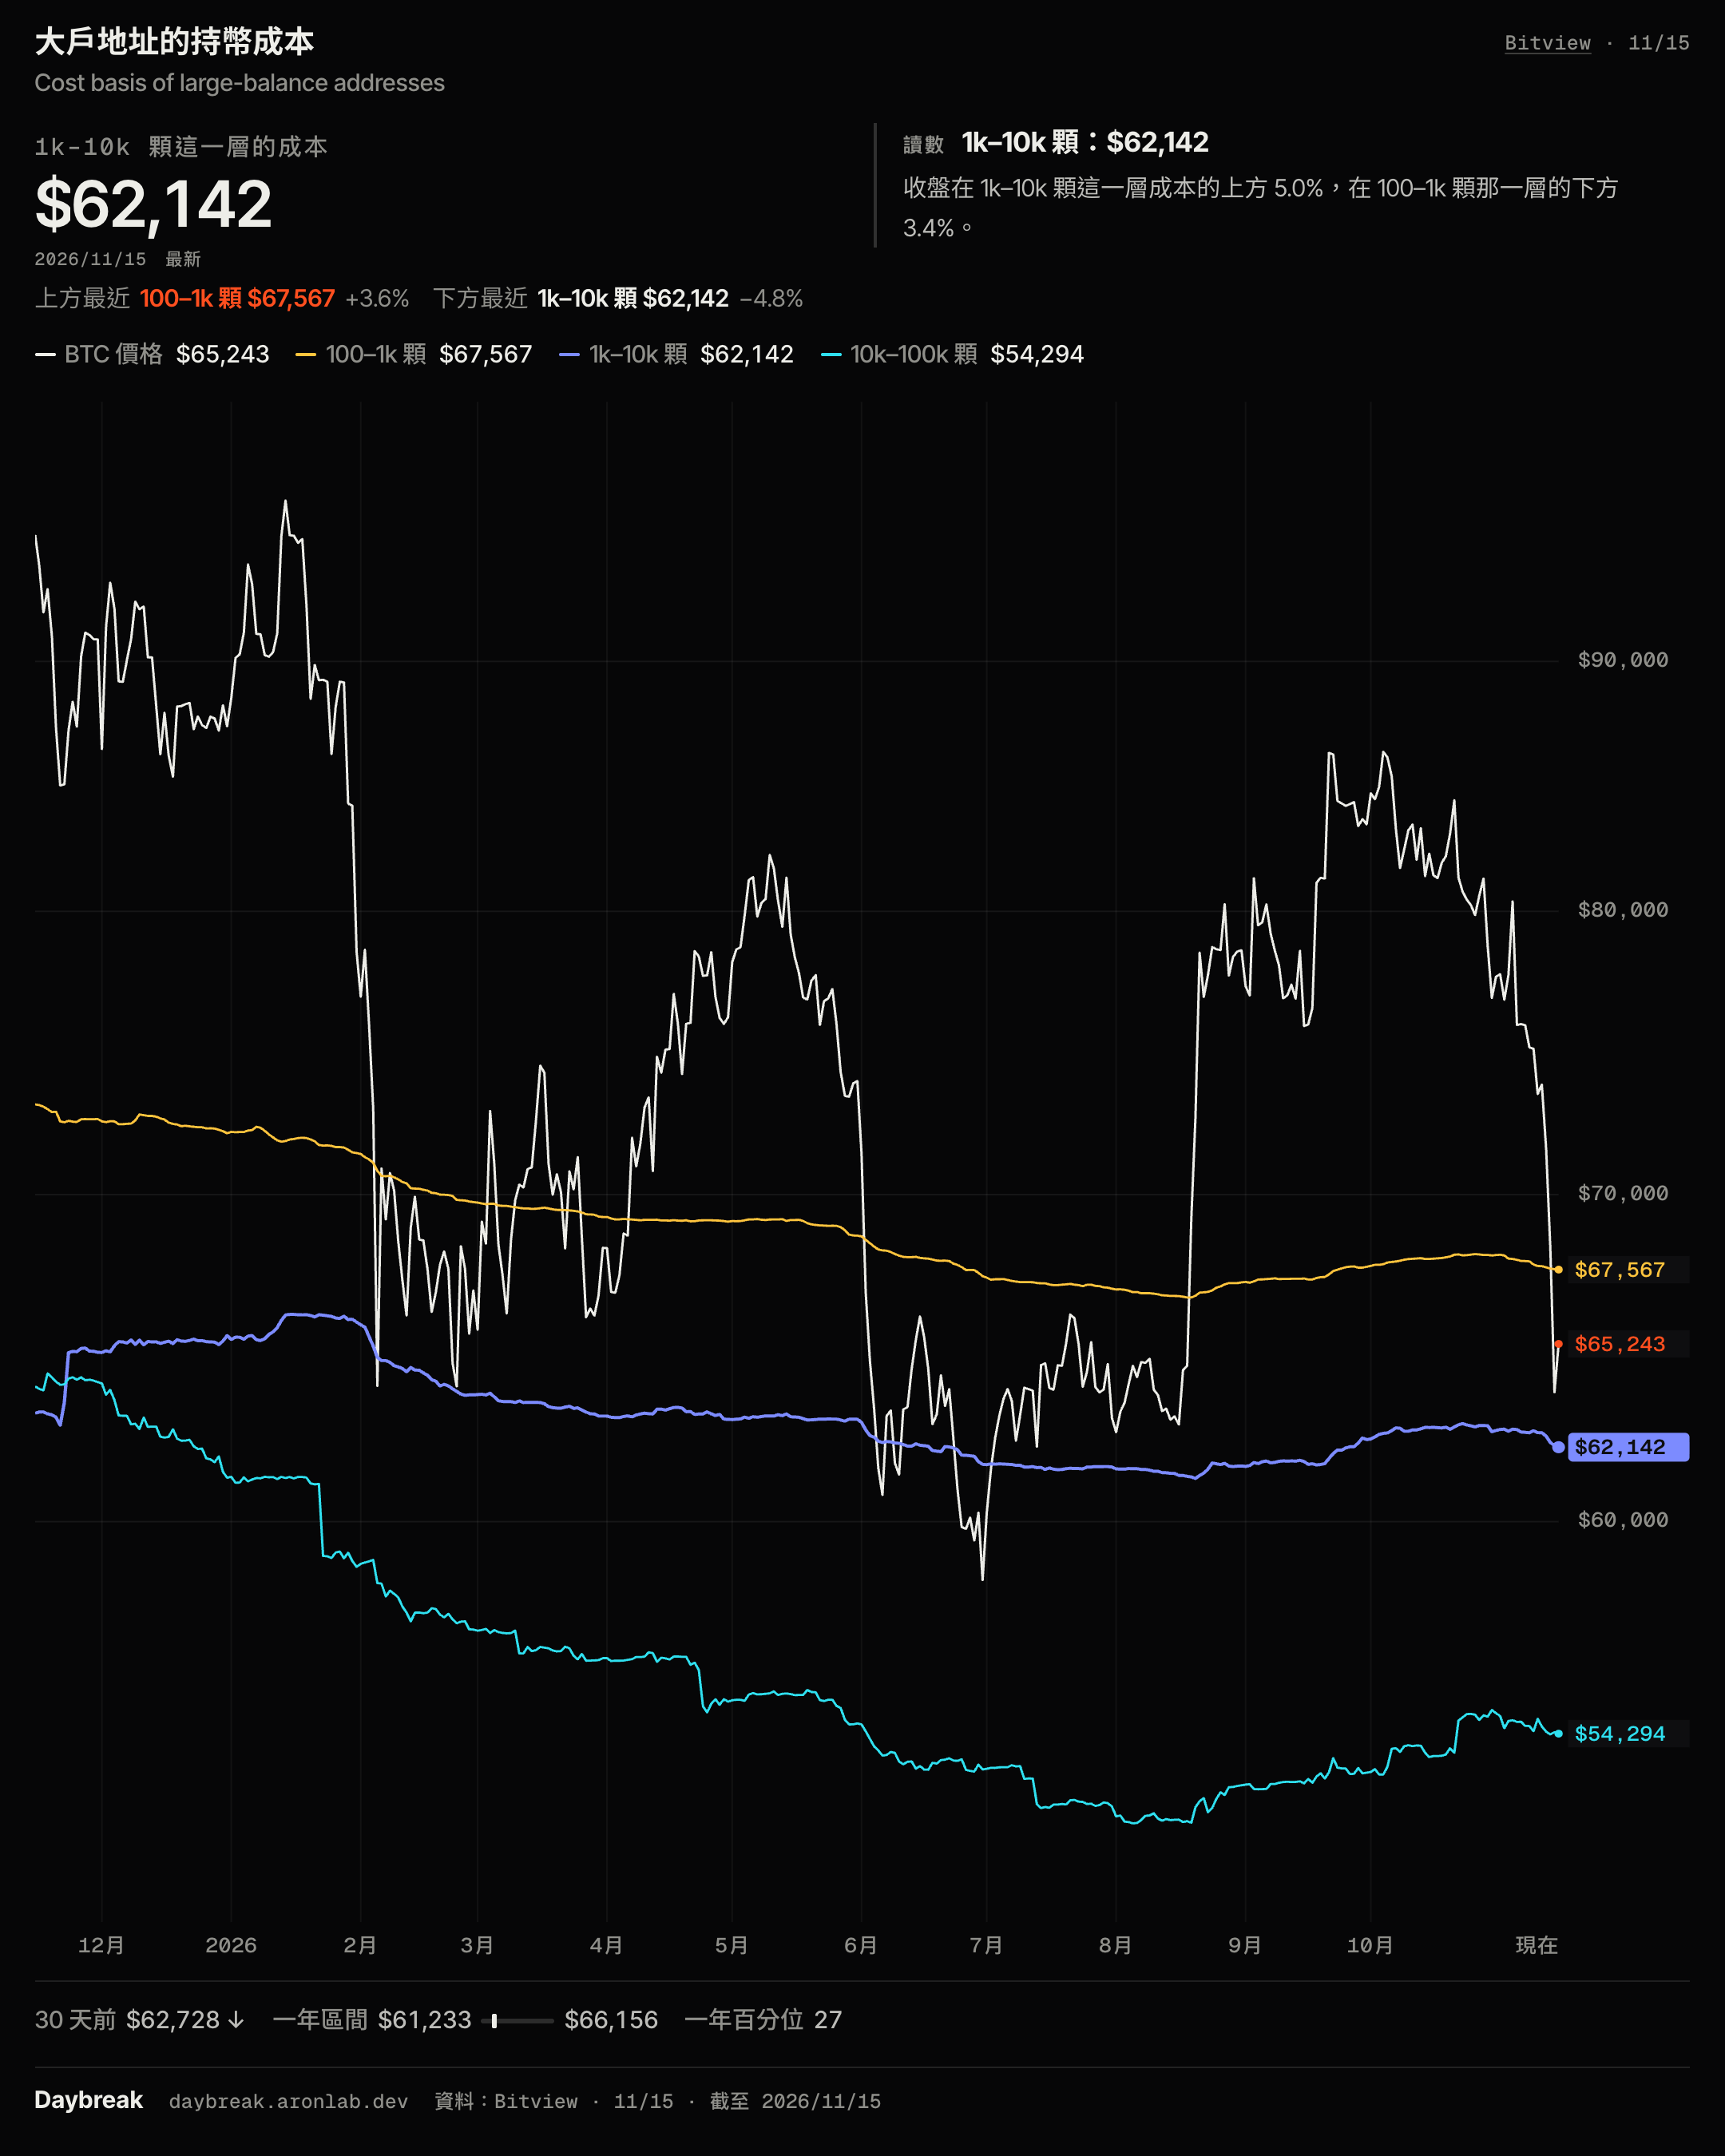 大戶地址的持幣成本
Bitview · 11/15
Cost basis of large-balance addresses
1k-10k 顆這一層的成本
$62,142
2026/11/15 最新
讀數 1k–10k 顆：$62,142
收盤在 1k–10k 顆這一層成本的上方 5.0%，在 100–1k 顆那一層的下方
3.4%。
上方最近 100–1k 顆 $67,567 +3.6% 下方最近 1k–10k 顆 $62,142 −4.8%
BTC 價格 $65,243 100–1k 顆 $67,567 1k–10k 顆 $62,142 10k–100k 顆 $54,294
$90,000
$80,000
$70,000
$67,567
$65,243
$62,142
$60,000
$54,294
12月 2026 2月 3月 4月 5月 6月 7月 8月 9月 10月 現在
30 天前 $62,728 ↓ 一年區間 $61,233 $66,156 一年百分位 27
Daybreak daybreak.aronlab.dev 資料：Bitview · 11/15 · 截至 2026/11/15